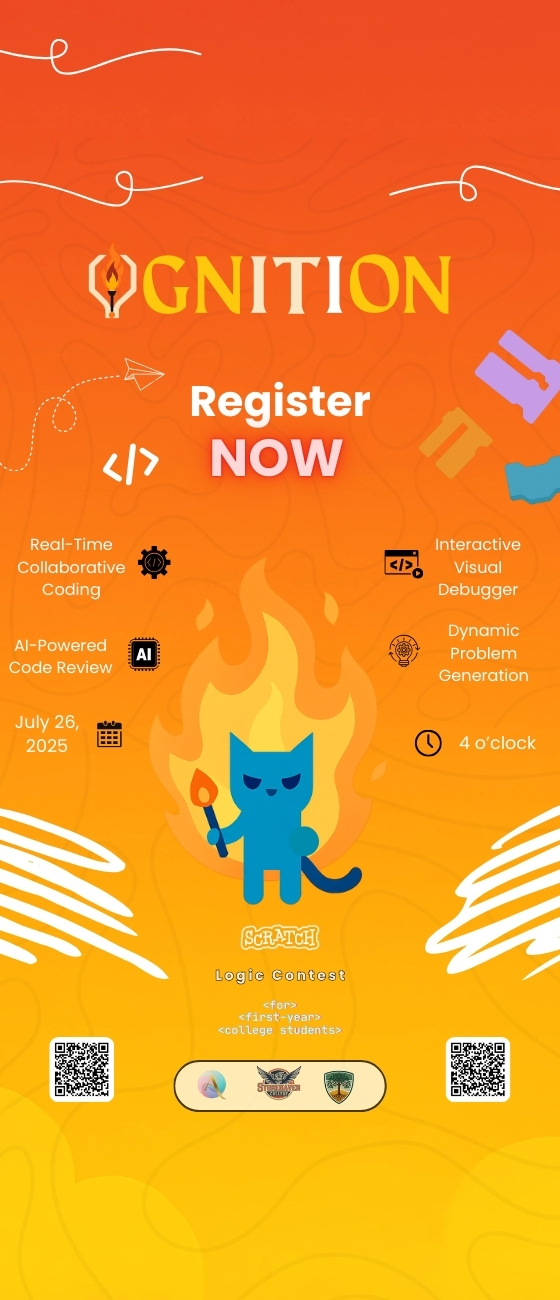 IGNITION
Register
NOW
</>
Real-Time
Collaborative
Coding
</>
Interactive
Visual
Debugger
AI-Powered
Code Review
AI
Dynamic
Problem
Generation
July 26,
2025
4 o’clock
SCRATCH
Logic Contest
<for>
<first-year>
<college students>